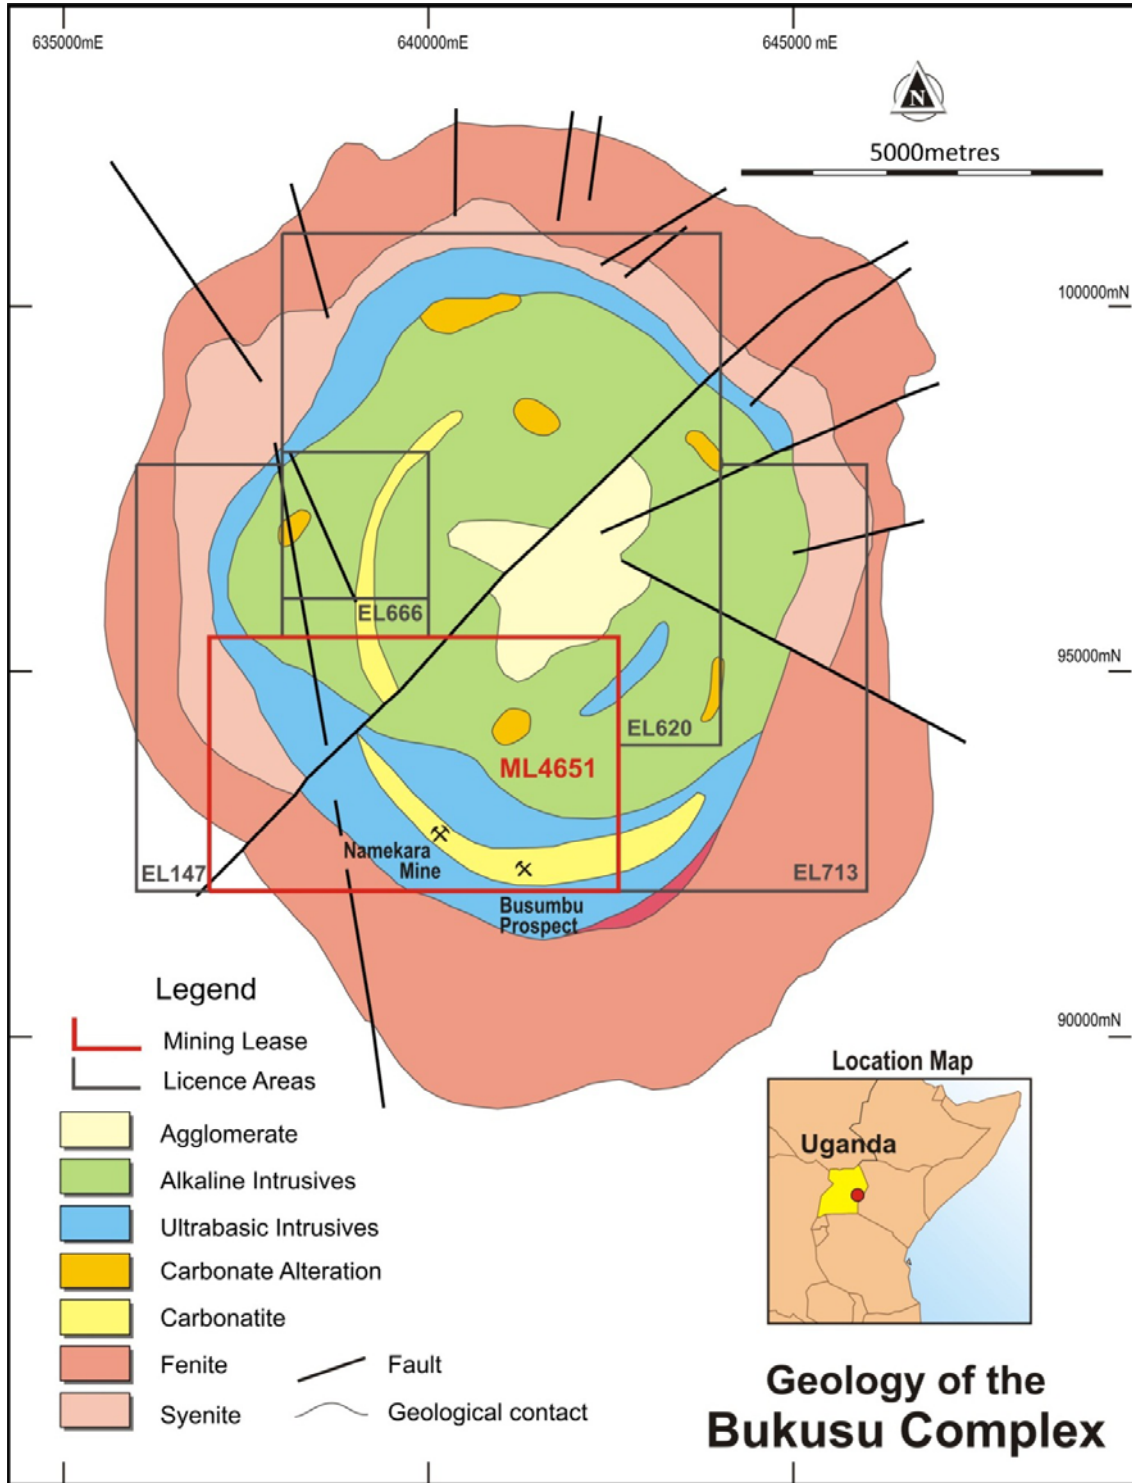 635000mE
640000mE
645000 mE
N
5000metres
100000mN
EL666
95000mN
EL620
ML4651
Namekara
Mine
EL147
EL713
Busumbu
Prospect
90000mN
Legend
Mining Lease
Licence Areas
Agglomerate
Alkaline Intrusives
Ultrabasic Intrusives
Carbonate Alteration
Carbonatite
Fenite
Fault
Syenite
Geological contact
Location Map
Uganda
Geology of the
Bukusu Complex